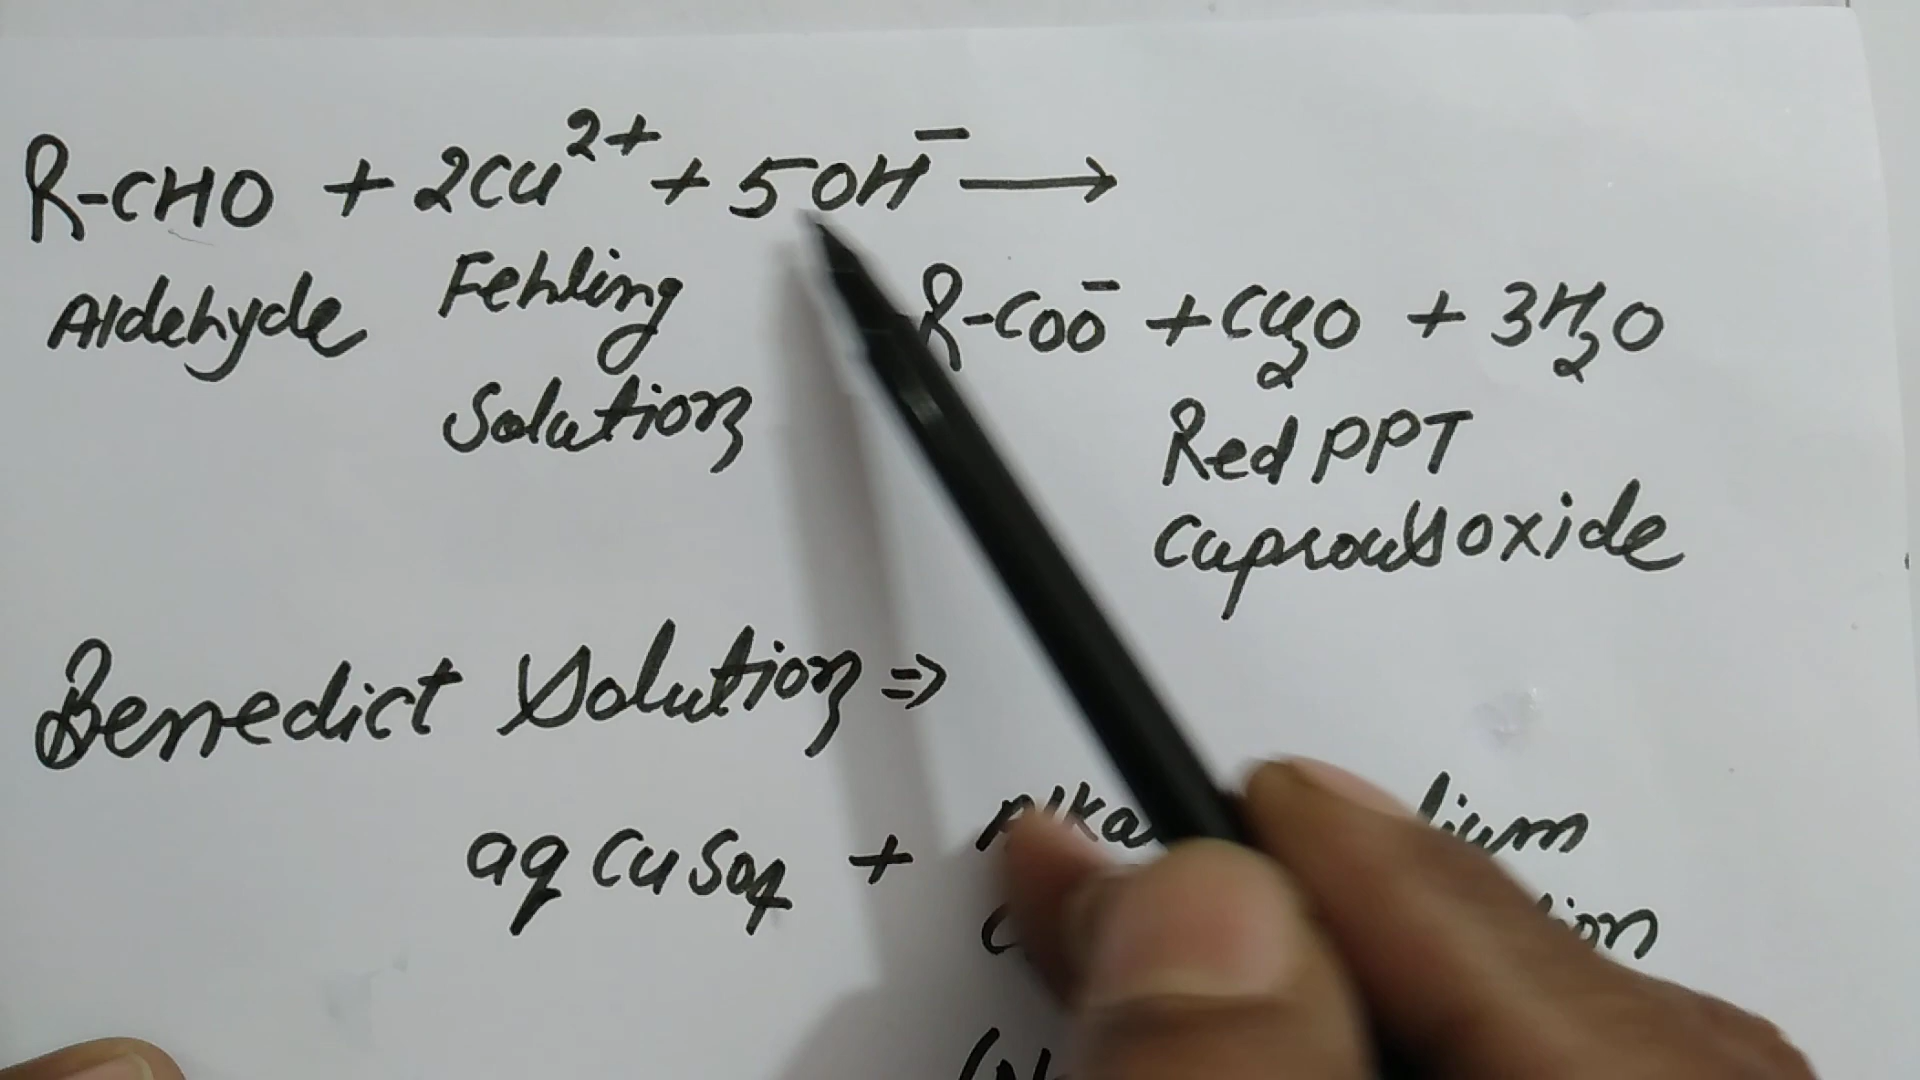 R-CHO + 2Cu²⁺ + 5OH⁻ ⟶
Aldehyde Fehling
Solution
R-COO⁻ + Cu₂O + 3H₂O
Red PPT
Cuprous oxide
Benedict Solution ⇒
aq CuSO₄ +